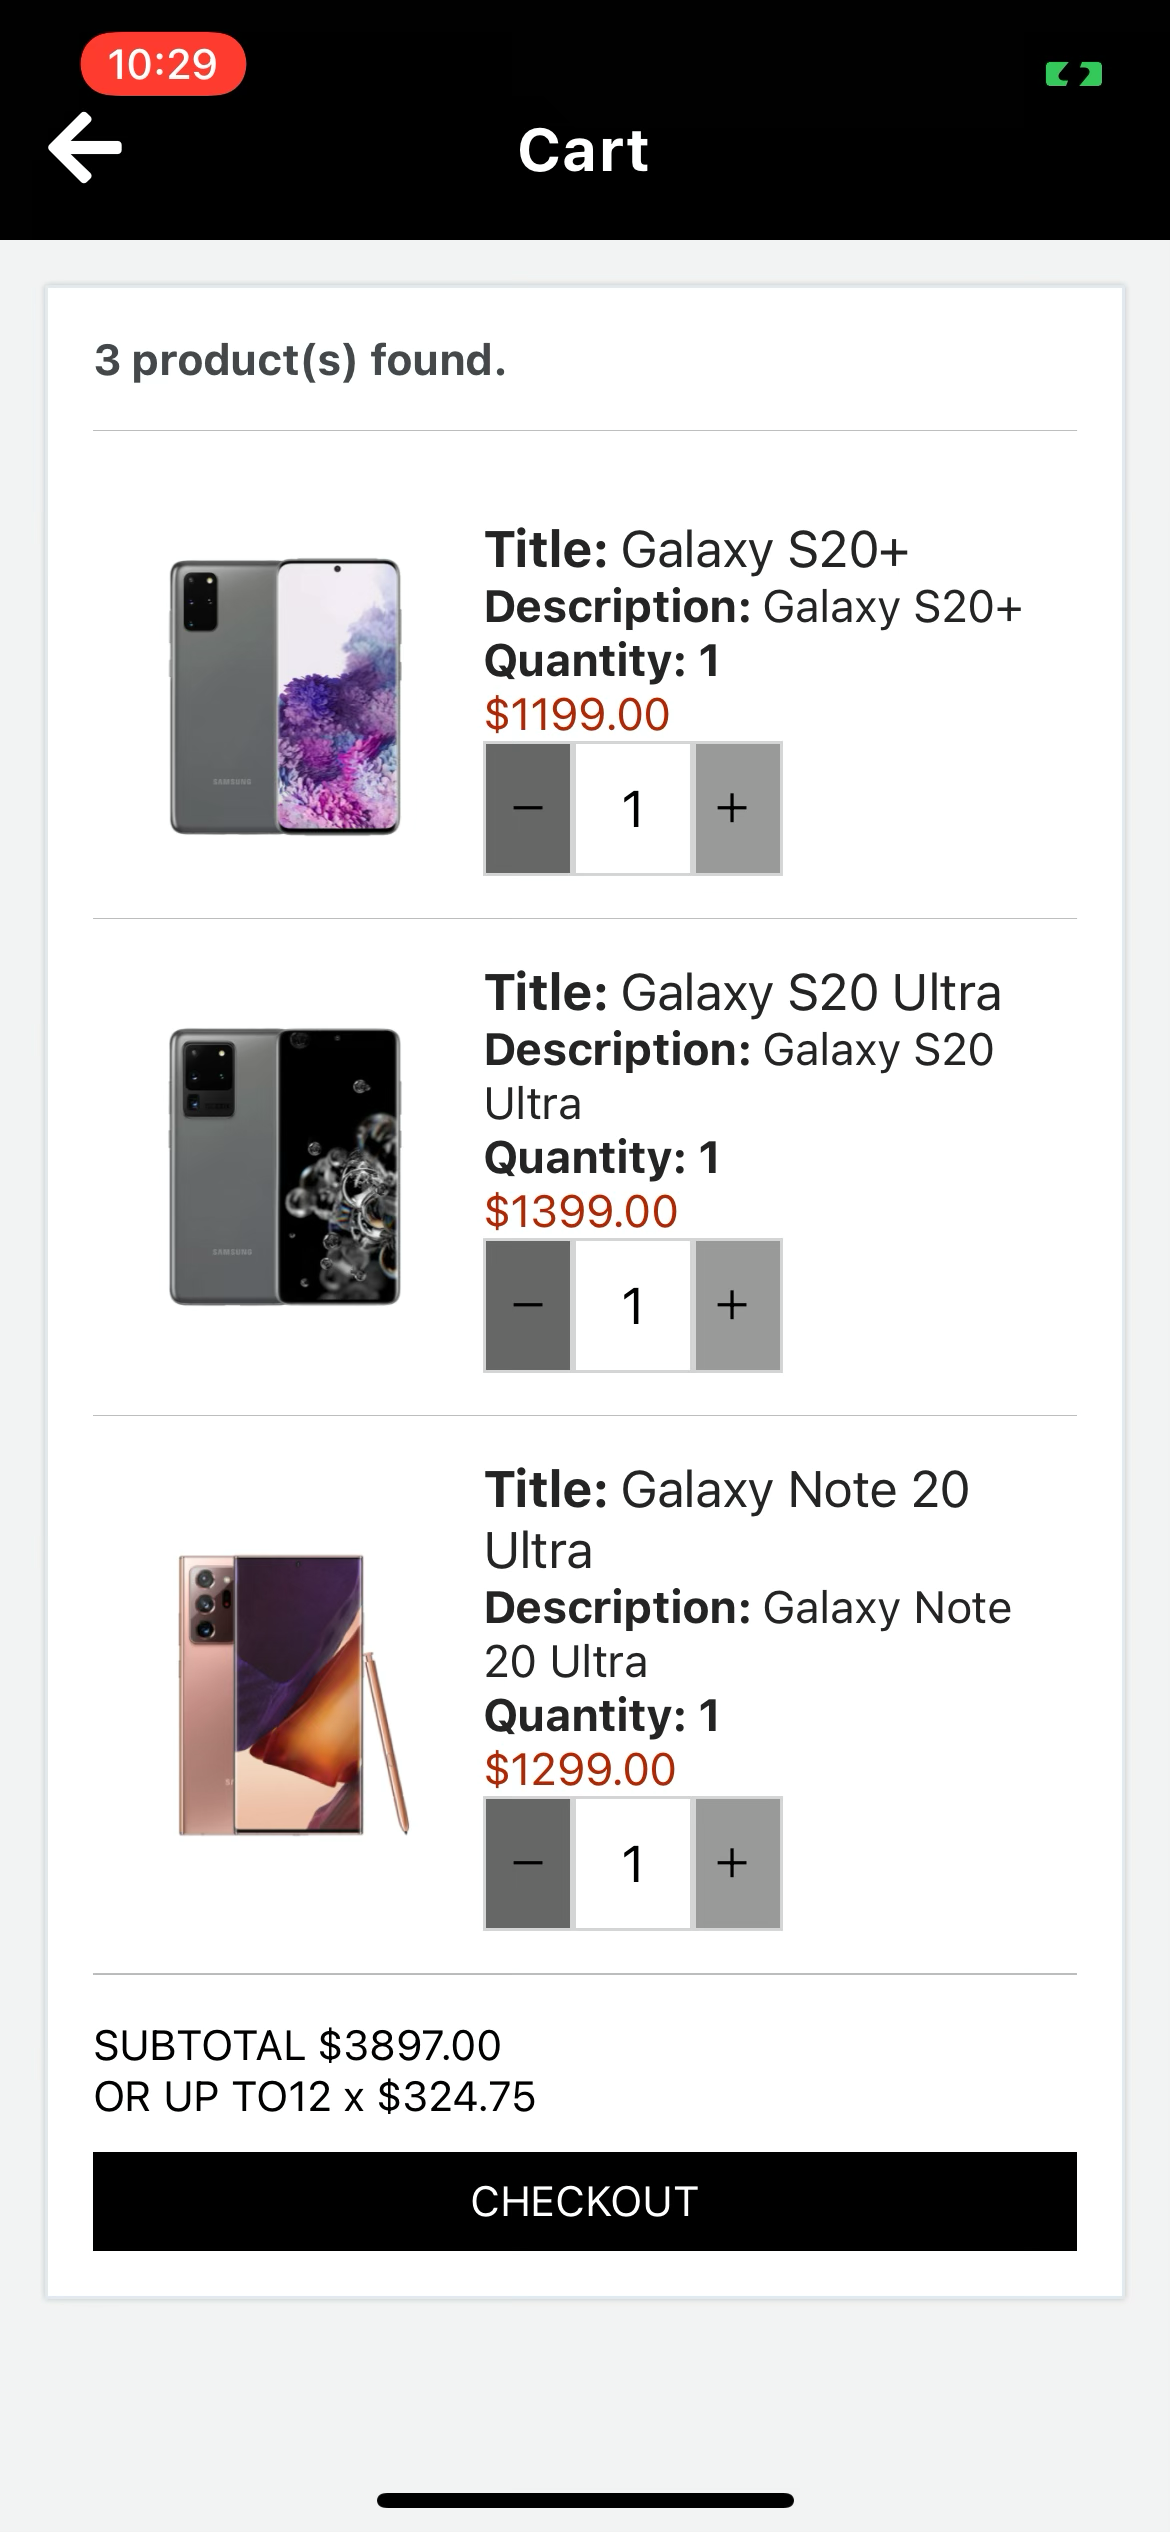 10:29
Cart
3 product(s) found.
Title: Galaxy S20+
Description: Galaxy S20+
Quantity: 1
$1199.00
− 1 +
SAMSUNG
Title: Galaxy S20 Ultra
Description: Galaxy S20
Ultra
Quantity: 1
$1399.00
− 1 +
SAMSUNG
Title: Galaxy Note 20
Ultra
Description: Galaxy Note
20 Ultra
Quantity: 1
$1299.00
− 1 +
SUBTOTAL $3897.00
OR UP TO12 x $324.75
CHECKOUT